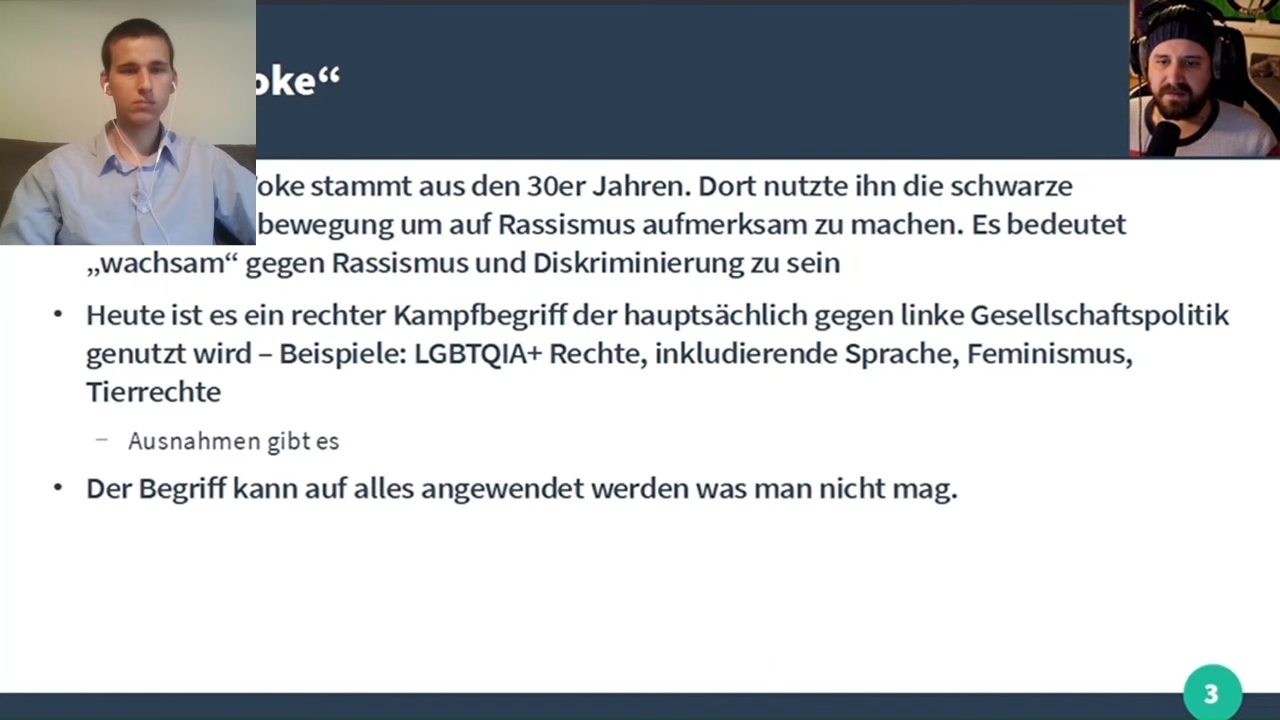 oke“
oke stammt aus den 30er Jahren. Dort nutzte ihn die schwarze
bewegung um auf Rassismus aufmerksam zu machen. Es bedeutet
„wachsam“ gegen Rassismus und Diskriminierung zu sein
• Heute ist es ein rechter Kampfbegriff der hauptsächlich gegen linke Gesellschaftspolitik
genutzt wird – Beispiele: LGBTQIA+ Rechte, inkludierende Sprache, Feminismus,
Tierrechte
– Ausnahmen gibt es
• Der Begriff kann auf alles angewendet werden was man nicht mag.
3